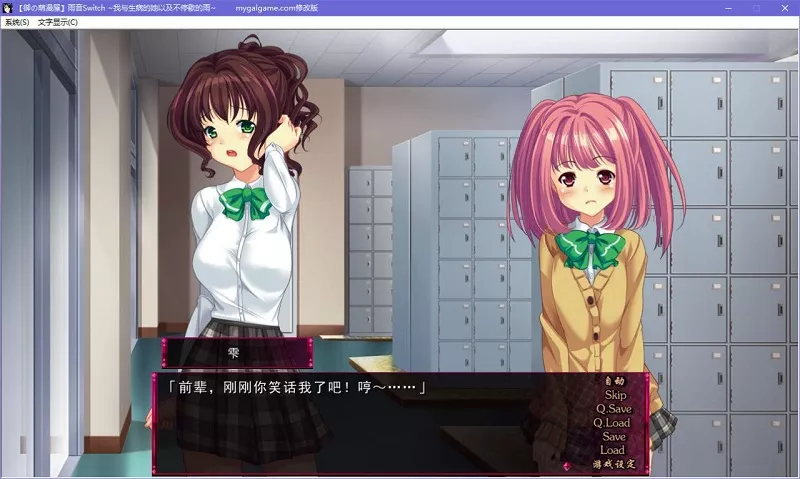 【御の萌漫屋】雨音Switch ~我与生病的她以及不停歇的雨~ mygalgame.com修改版
系统(S) 文字显示(C)
雫
「前辈，刚刚你笑话我了吧！哼～……」
自动
Skip
Q.Save
Q.Load
Save
Load
游戏设定